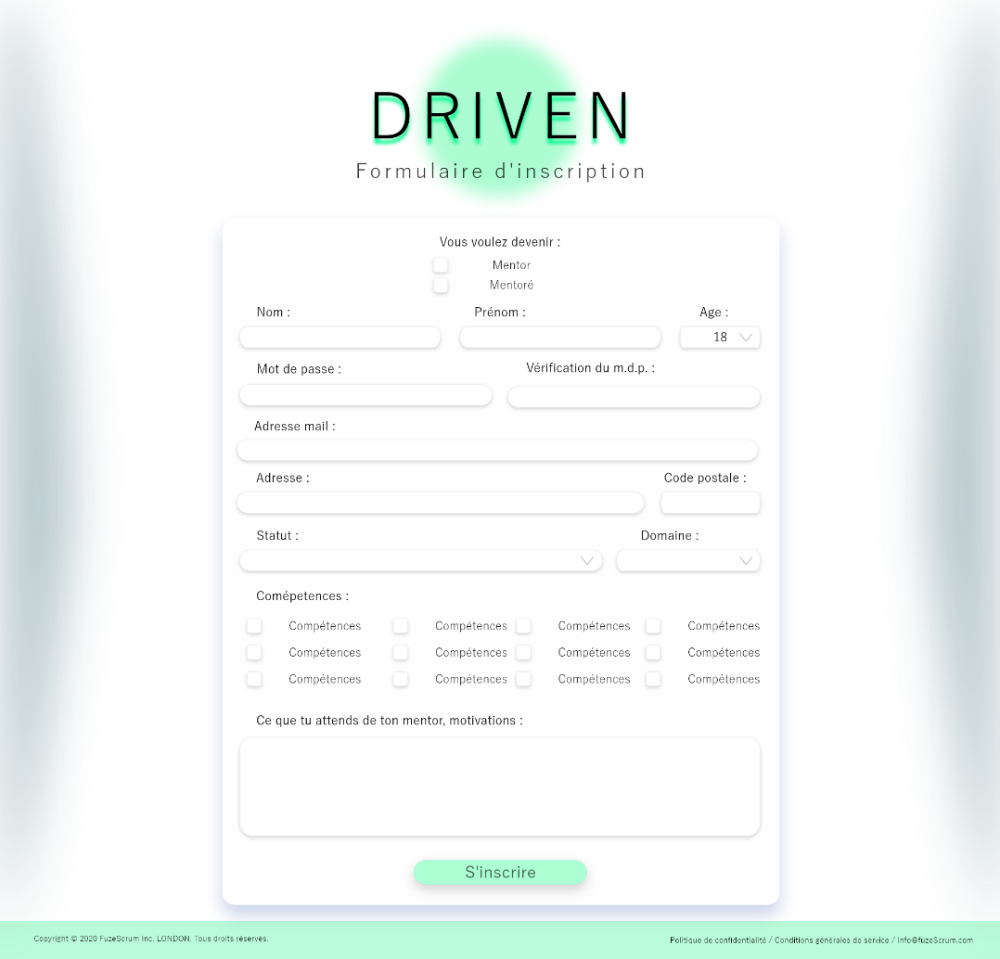 DRIVEN
Formulaire d'inscription
Vous voulez devenir :
Mentor
Mentoré
Nom : Prénom : Age :
18
Mot de passe : Vérification du m.d.p. :
Adresse mail :
Adresse : Code postale :
Statut : Domaine :
Comépetences :
Compétences Compétences Compétences Compétences
Compétences Compétences Compétences Compétences
Compétences Compétences Compétences Compétences
Ce que tu attends de ton mentor, motivations :
S'inscrire
Copyright © 2020 FuzeScrum Inc. LONDON. Tous droits réservés. Politique de confidentialité / Conditions générales de service / info@fuzeScrum.com